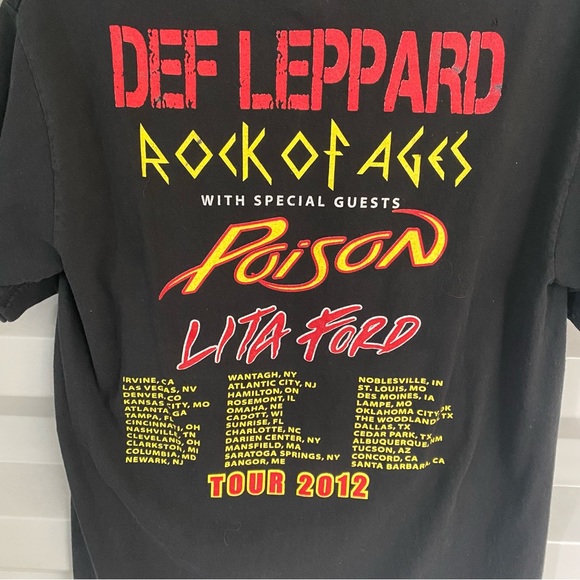 DEF LEPPARD
ROCK OF AGES
WITH SPECIAL GUESTS
POISON
LITA FORD
IRVINE, CA
LAS VEGAS, NV
DENVER, CO
KANSAS CITY, MO
ATLANTA, GA
TAMPA, FL
CINCINNATI, OH
NASHVILLE, TN
CLEVELAND, OH
CLARKSTON, MI
COLUMBIA, MD
NEWARK, NJ
WANTAGH, NY
ATLANTIC CITY, NJ
HAMILTON, ON
ROSEMONT, IL
OMAHA, NE
CADOTT, WI
SUNRISE, FL
CHARLOTTE, NC
DARIEN CENTER, NY
MANSFIELD, MA
SARATOGA SPRINGS, NY
BANGOR, ME
NOBLESVILLE, IN
ST. LOUIS, MO
DES MOINES, IA
LAMPE, MO
OKLAHOMA CITY, OK
THE WOODLANDS, TX
DALLAS, TX
CEDAR PARK, TX
ALBUQUERQUE, NM
TUCSON, AZ
CONCORD, CA
SANTA BARBARA, CA
TOUR 2012